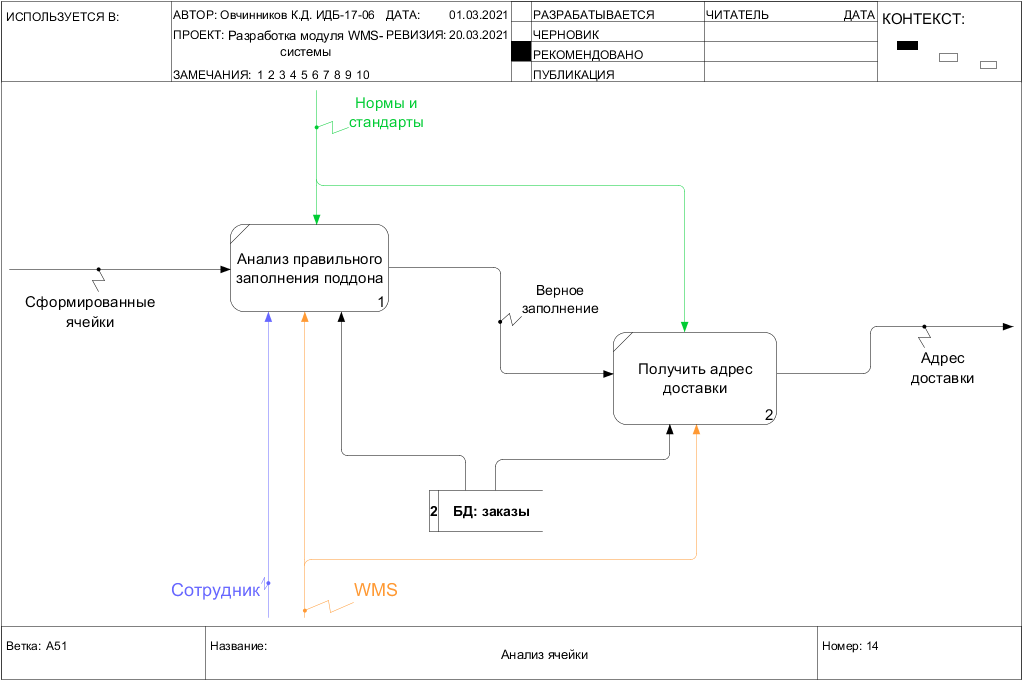 ИСПОЛЬЗУЕТСЯ В:
АВТОР: Овчинников К.Д. ИДБ-17-06 ДАТА: 01.03.2021
ПРОЕКТ: Разработка модуля WMS-системы РЕВИЗИЯ: 20.03.2021
ЗАМЕЧАНИЯ: 1 2 3 4 5 6 7 8 9 10
РАЗРАБАТЫВАЕТСЯ
ЧЕРНОВИК
РЕКОМЕНДОВАНО
ПУБЛИКАЦИЯ
ЧИТАТЕЛЬ ДАТА
КОНТЕКСТ:
Нормы и
стандарты
Анализ правильного
заполнения поддона
1
Сформированные
ячейки
Верное
заполнение
Получить адрес
доставки
2
Адрес
доставки
2 БД: заказы
Сотрудник
WMS
Ветка: A51
Название:
Анализ ячейки
Номер: 14